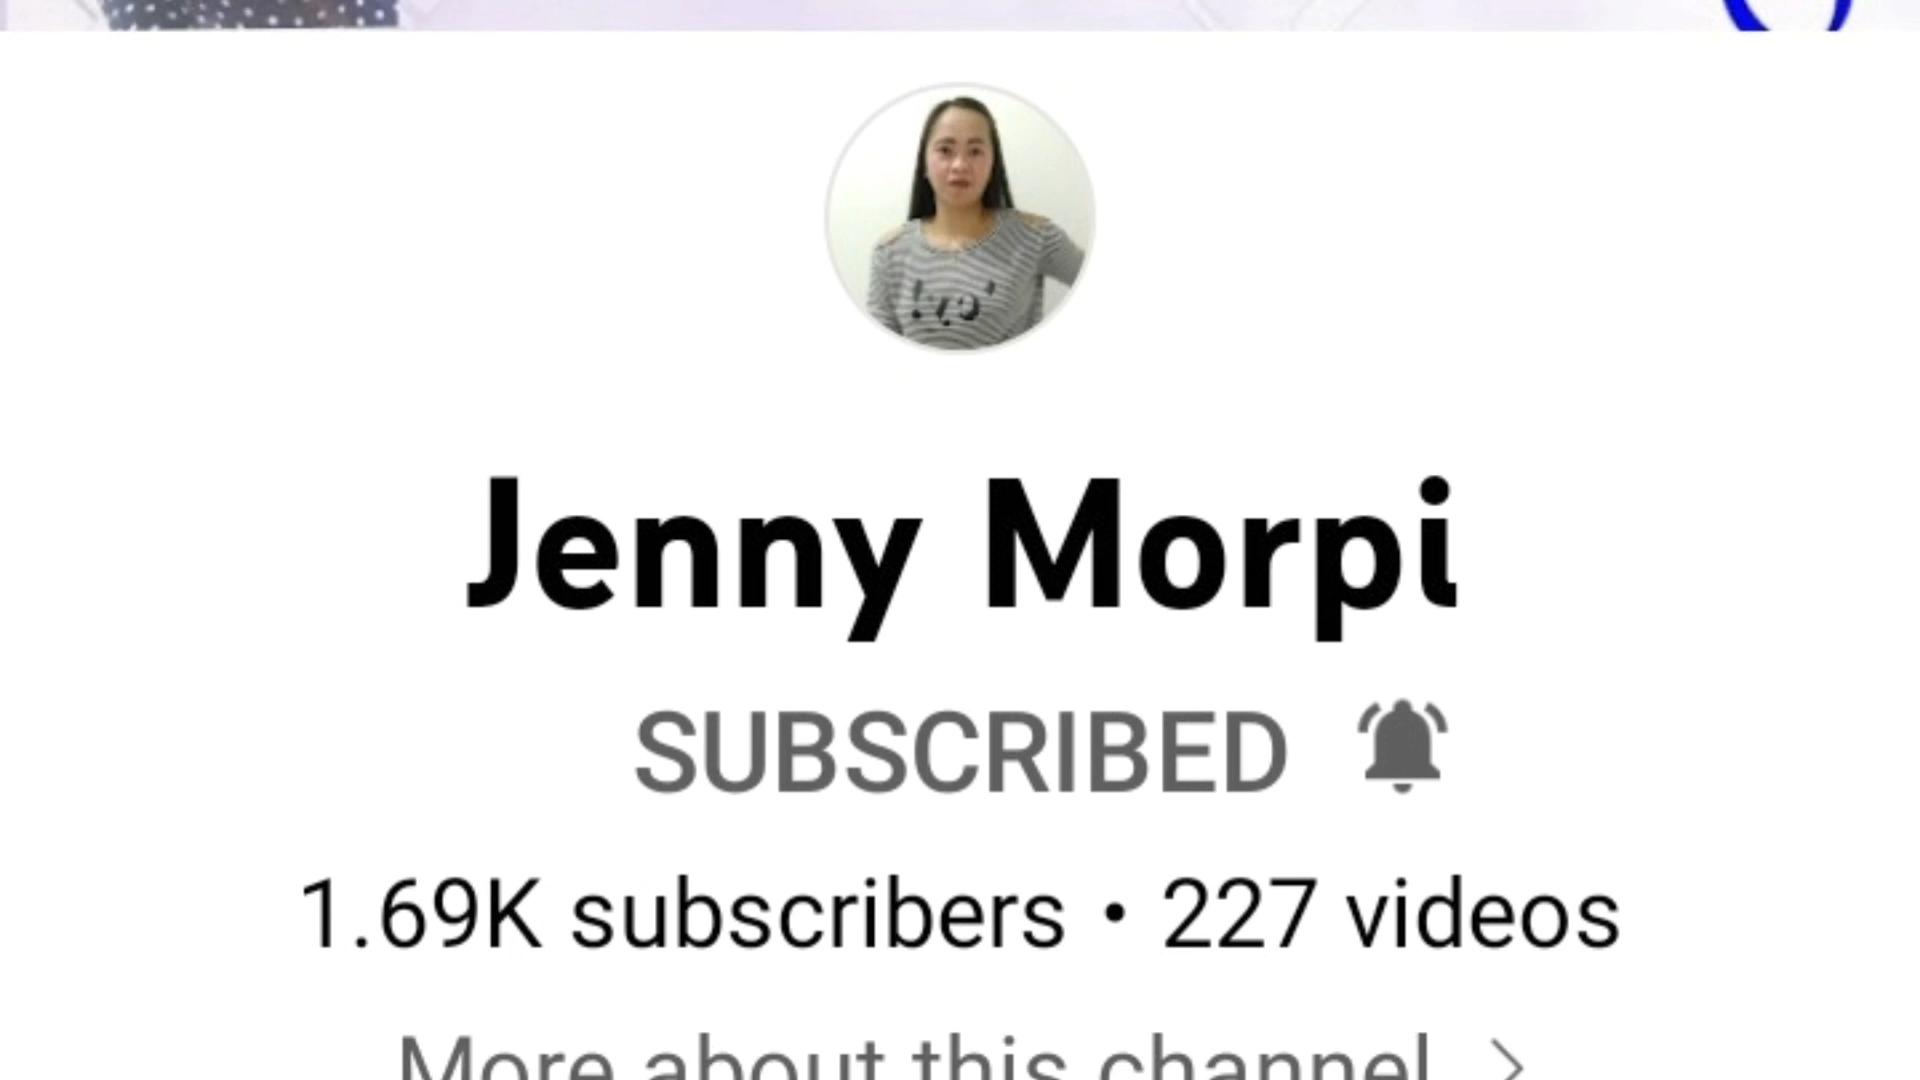 Jenny Morpi
SUBSCRIBED
1.69K subscribers • 227 videos
More about this channel >